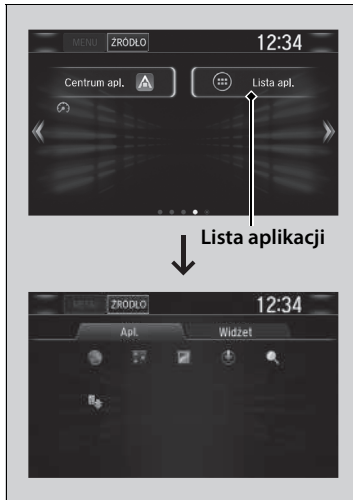 MENU ŹRÓDŁO 12:34
Centrum apl. Lista apl.
Lista aplikacji
MENU ŹRÓDŁO 12:34
Apl. Widżet